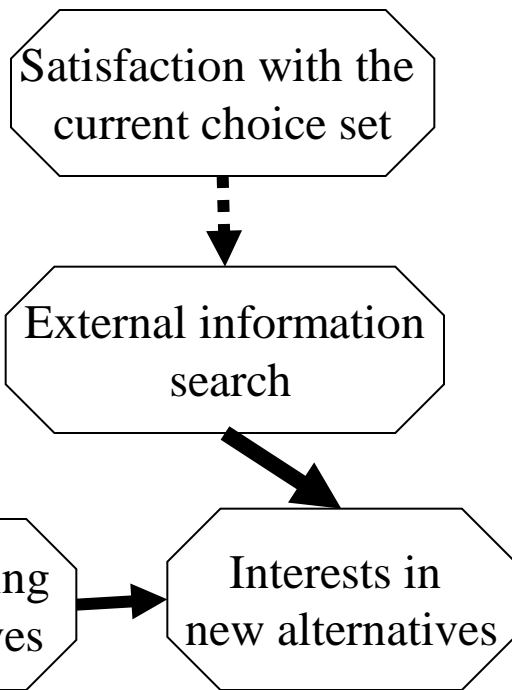 Satisfaction with the
current choice set
External information
search
Interests in
new alternatives